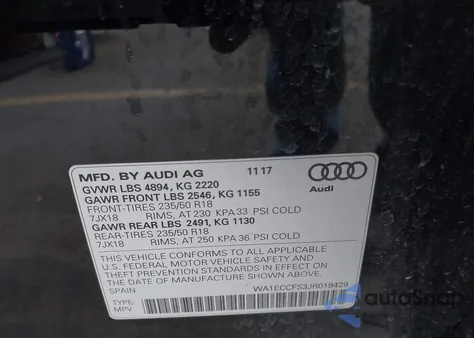 MFD. BY AUDI AG 11 17
GVWR LBS 4894, KG 2220
GAWR FRONT LBS 2546, KG 1155
FRONT-TIRES 235/50 R18
7JX18 RIMS, AT 230 KPA 33 PSI COLD
GAWR REAR LBS 2491, KG 1130
REAR-TIRES 235/50 R18
7JX18 RIMS, AT 250 KPA 36 PSI COLD
Audi
THIS VEHICLE CONFORMS TO ALL APPLICABLE
U.S. FEDERAL MOTOR VEHICLE SAFETY AND
THEFT PREVENTION STANDARDS IN EFFECT ON THE
DATE OF MANUFACTURE SHOWN ABOVE.
SPAIN WA1ECCFS3JR019429
TYPE:
MPV
autoSnap